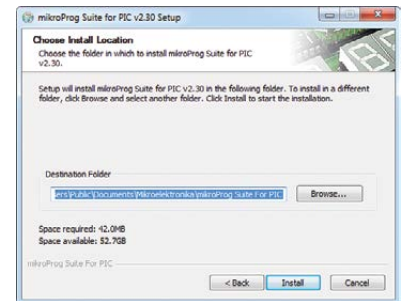 mikroProg Suite for PIC v2.30 Setup
Choose Install Location
Choose the folder in which to install mikroProg Suite for PIC
v2.30.
Setup will install mikroProg Suite for PIC v2.30 in the following folder. To install in a different
folder, click Browse and select another folder. Click Install to start the installation.
Destination Folder
ers\Public\Documents\Mikroelektronika\mikroProg Suite For PIC
Browse...
Space required: 42.0MB
Space available: 52.7GB
mikroProg Suite For PIC
< Back
Install
Cancel